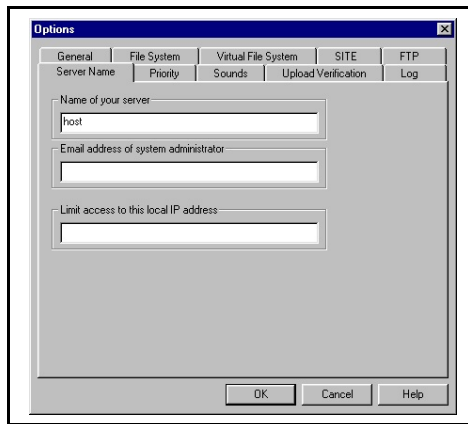 Options
General File System Virtual File System SITE FTP
Server Name Priority Sounds Upload Verification Log
Name of your server
host
Email address of system administrator
Limit access to this local IP address
OK Cancel Help